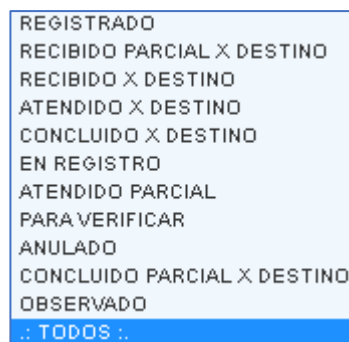 REGISTRADO
RECIBIDO PARCIAL X DESTINO
RECIBIDO X DESTINO
ATENDIDO X DESTINO
CONCLUIDO X DESTINO
EN REGISTRO
ATENDIDO PARCIAL
PARA VERIFICAR
ANULADO
CONCLUIDO PARCIAL X DESTINO
OBSERVADO
.: TODOS :.